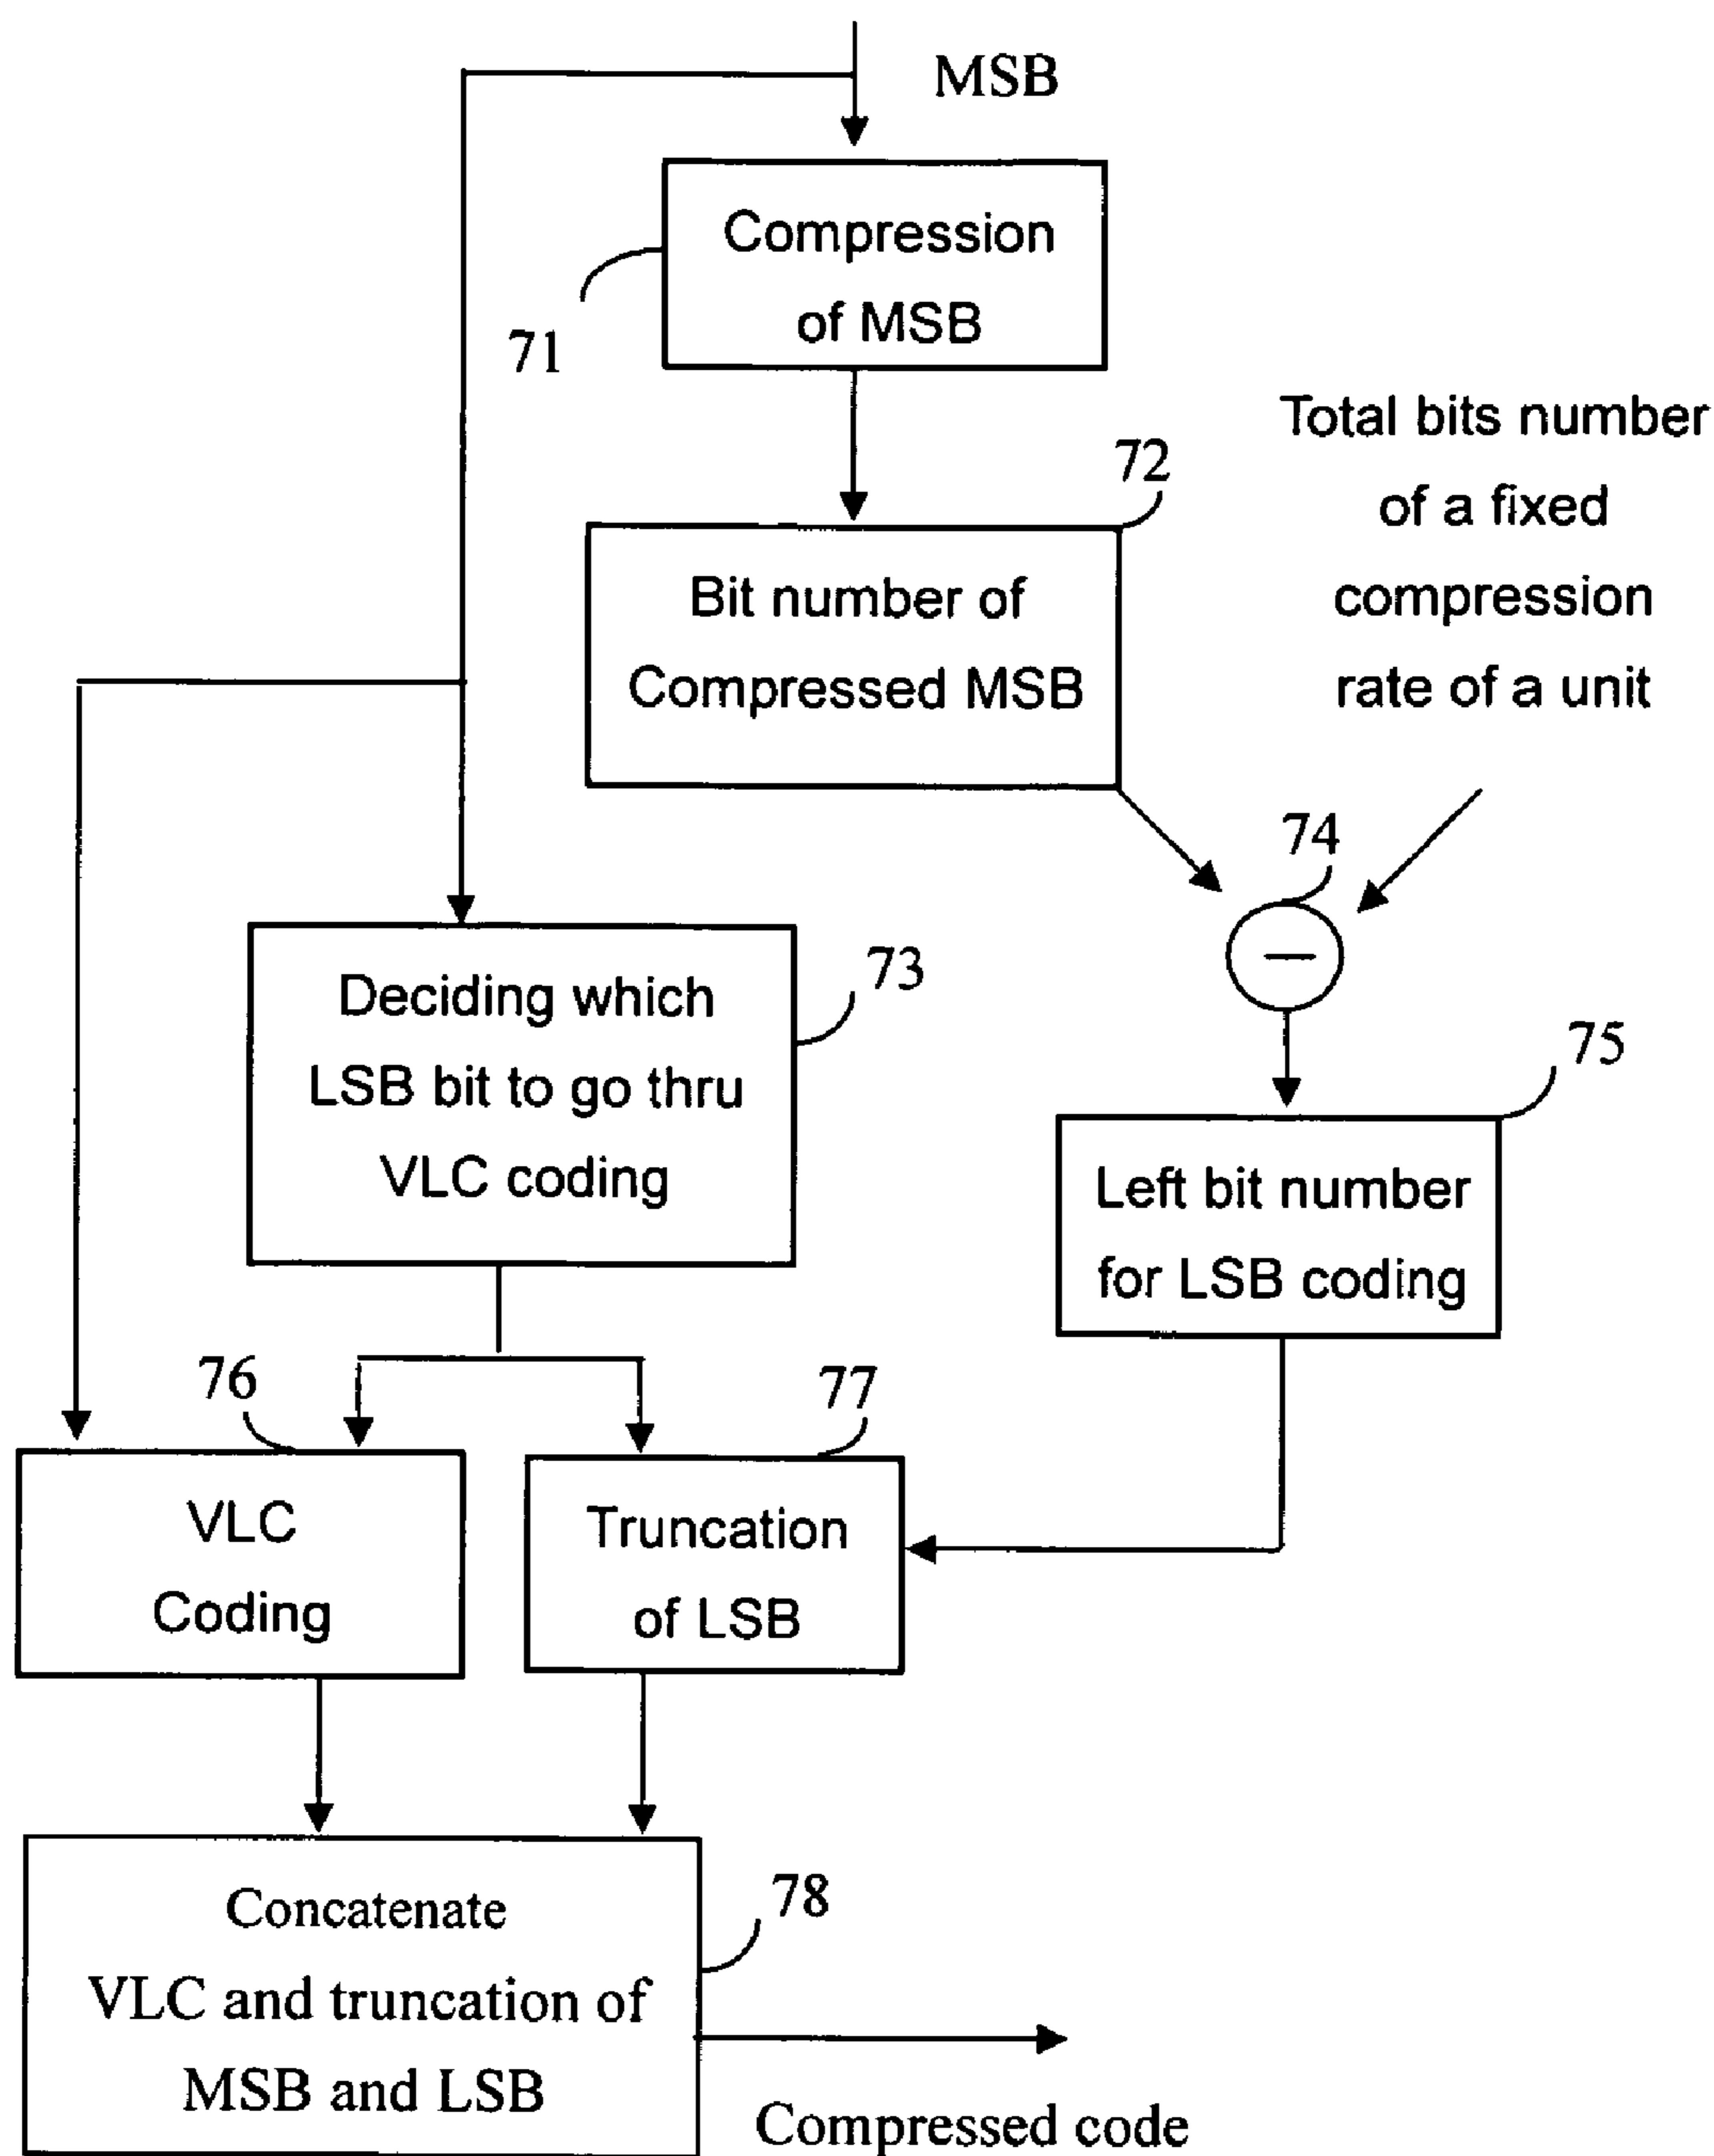 MSB
Compression
of MSB
71
Total bits number
of a fixed
compression
rate of a unit
72
Bit number of
Compressed MSB
74
—
73
Deciding which
LSB bit to go thru
VLC coding
75
Left bit number
for LSB coding
76
77
VLC
Coding
Truncation
of LSB
78
Concatenate
VLC and truncation of
MSB and LSB
Compressed code